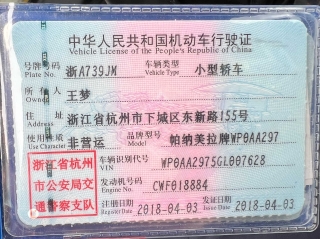 中华人民共和国机动车行驶证
Vehicle License of the People's Republic of China
号牌号码 浙A739JM 车辆类型 小型轿车
Plate No. Vehicle Type
所有人 王梦
住址 浙江省杭州市下城区东新路155号
Address
使用性质 非营运 品牌型号 帕纳美拉牌WP0AA297
Use Character
浙江省杭州市公安局交通警察支队
车辆识别代号 WP0AA2975GL007628
VIN
发动机号码 CWF018884
Engine No.
注册日期 2018-04-03 发证日期 2018-04-03
Register Date Issue Date